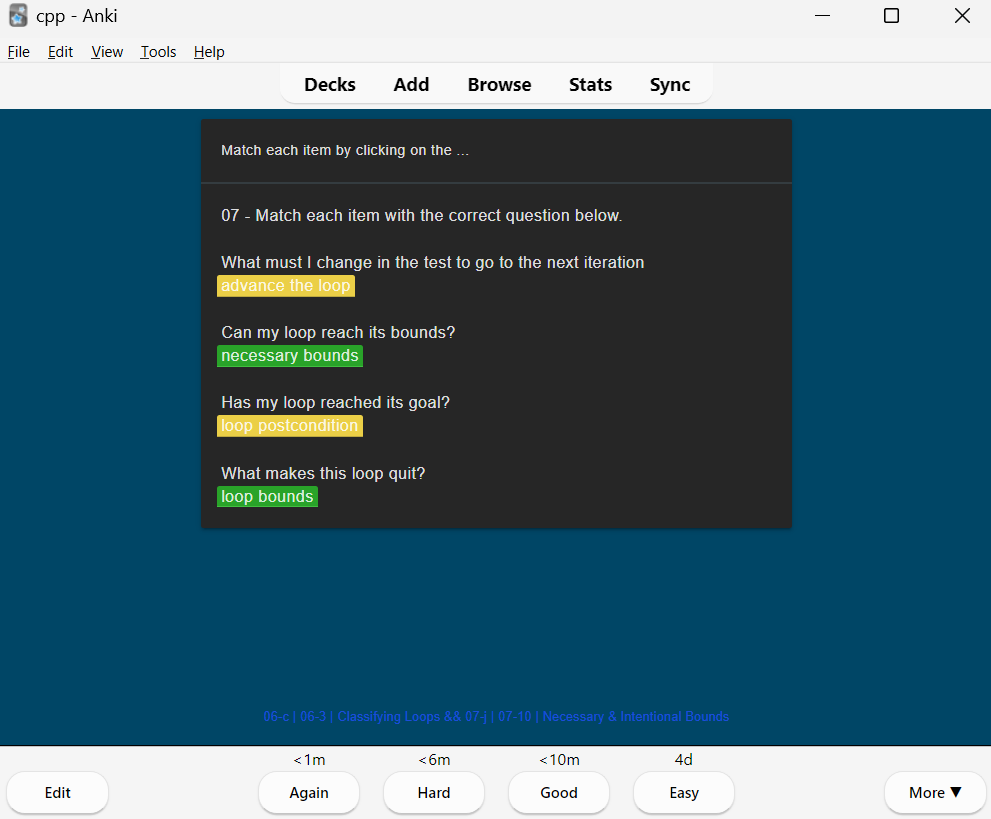 cpp - Anki
File Edit View Tools Help
Decks Add Browse Stats Sync
Match each item by clicking on the ...
07 - Match each item with the correct question below.
What must I change in the test to go to the next iteration
advance the loop
Can my loop reach its bounds?
necessary bounds
Has my loop reached its goal?
loop postcondition
What makes this loop quit?
loop bounds
06-c | 06-3 | Classifying Loops && 07-j | 07-10 | Necessary & Intentional Bounds
<1m <6m <10m 4d
Edit Again Hard Good Easy More ▼